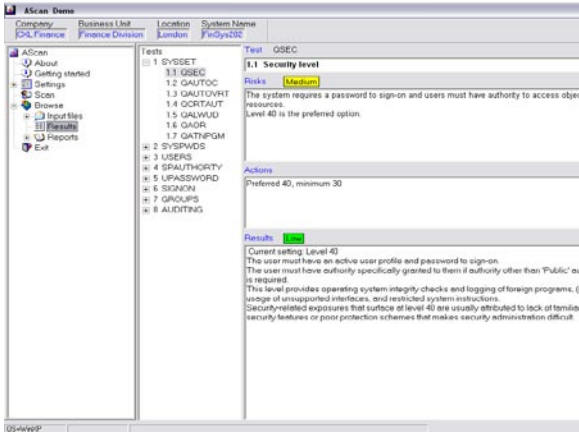 AScan Demo
Company Business Unit Location System Name
CXL Finance Finance Division London FinSys202
AScan
About
Getting started
Settings
Scan
Browse
Input files
Results
Reports
Exit
Tests
1 SYSSET
1.1 QSEC
1.2 QAUTOC
1.3 QAUTOVRT
1.4 QCRTAUT
1.5 QALWUD
1.6 QAOR
1.7 QATNPGM
2 SYSPWDS
3 USERS
4 SPAUTHORTY
5 UPASSWORD
6 SIGNON
7 GROUPS
8 AUDITING
Test QSEC
1.1 Security level
Risks Medium
The system requires a password to sign-on and users must have authority to access objec
resources.
Level 40 is the preferred option.
Actions
Preferred 40, minimum 30
Results Low
Current setting: Level 40
The user must have an active user profile and password to sign-on.
The user must have authority specifically granted to them if authority other than 'Public' au
is required.
This level provides operating system integrity checks and logging of foreign programs, (
usage of unsupported interfaces, and restricted system instructions.
Security-related exposures that surface at level 40 are usually attributed to lack of familia
security features or poor protection schemes that makes security administration difficult.
OS=WinXP